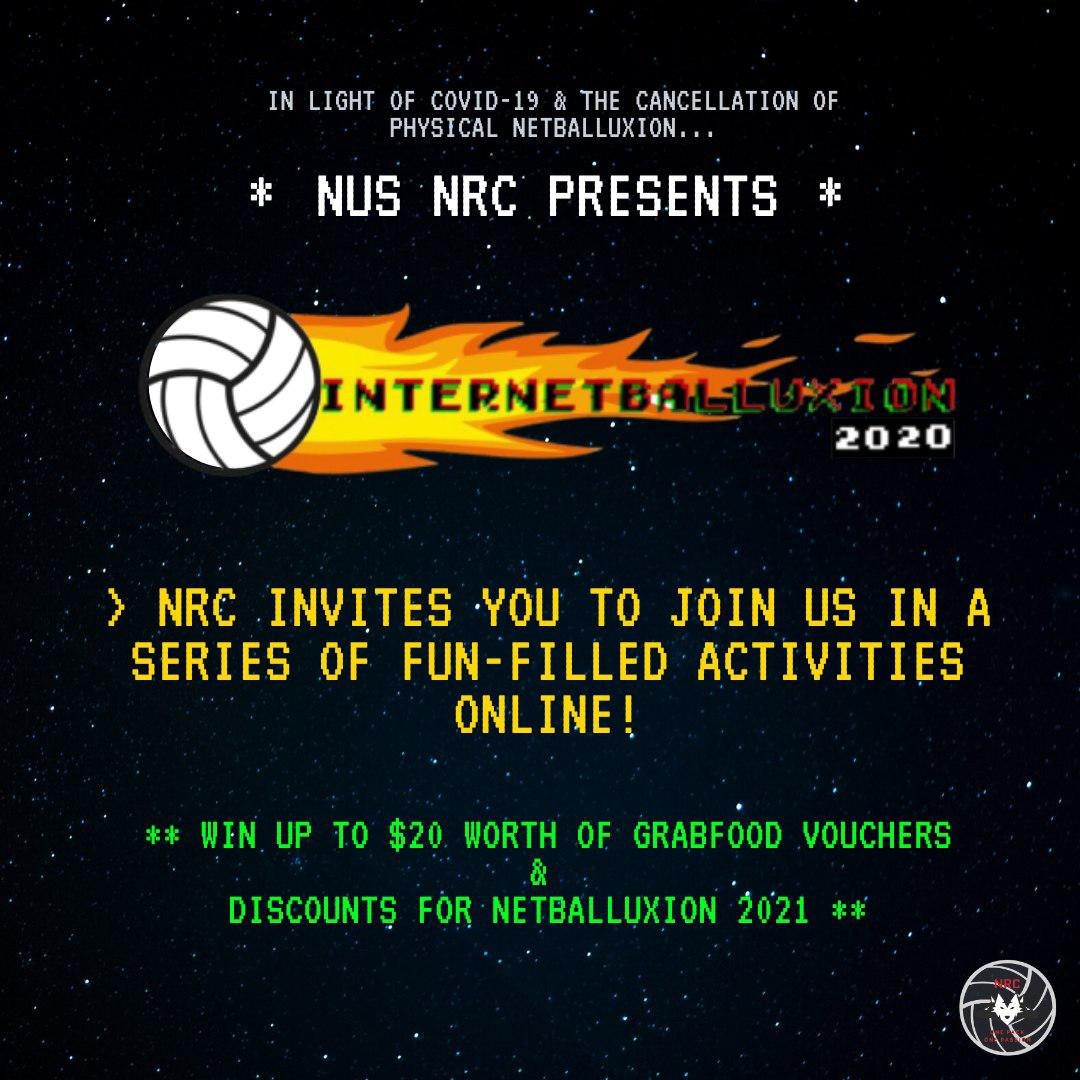 IN LIGHT OF COVID-19 & THE CANCELLATION OF
PHYSICAL NETBALLUXION...
* NUS NRC PRESENTS *
INTERNETBALLUXION
2020
> NRC INVITES YOU TO JOIN US IN A
SERIES OF FUN-FILLED ACTIVITIES
ONLINE!
** WIN UP TO $20 WORTH OF GRABFOOD VOUCHERS
&
DISCOUNTS FOR NETBALLUXION 2021 **
NRC